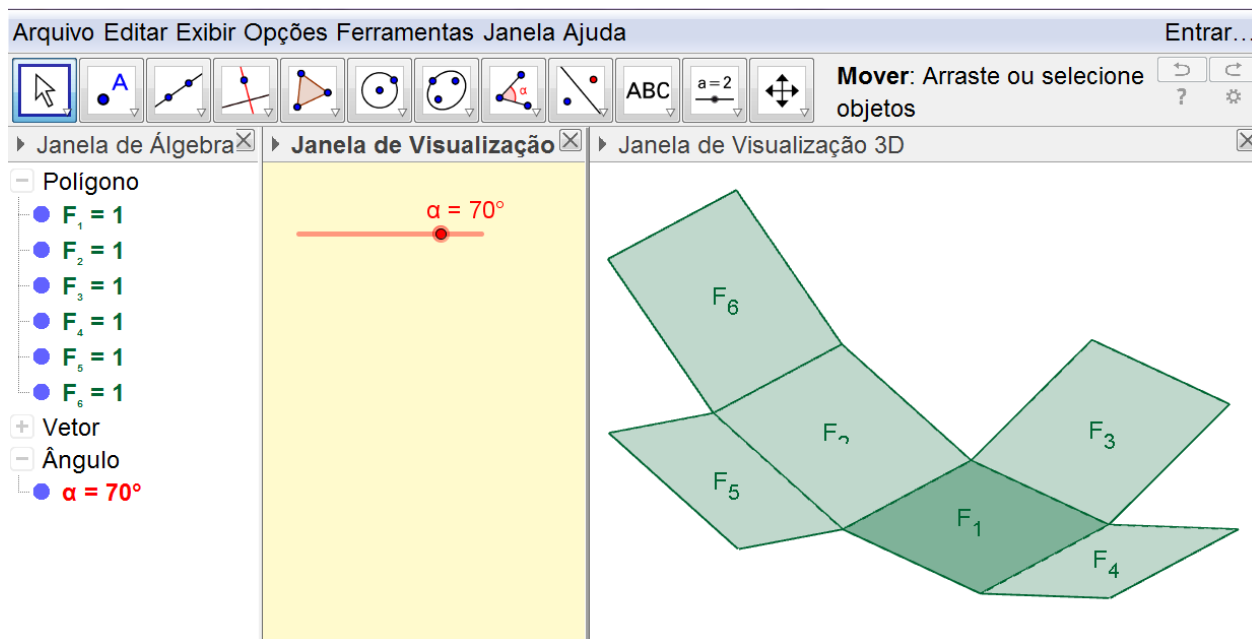 Arquivo Editar Exibir Opções Ferramentas Janela Ajuda Entrar...
A
α
ABC
a = 2
Mover: Arraste ou selecione
objetos
?
Janela de Álgebra
Janela de Visualização
Janela de Visualização 3D
Polígono
F₁ = 1
F₂ = 1
F₃ = 1
F₄ = 1
F₅ = 1
F₆ = 1
Vetor
Ângulo
α = 70°
α = 70°
F₆
F₂
F₃
F₅
F₁
F₄